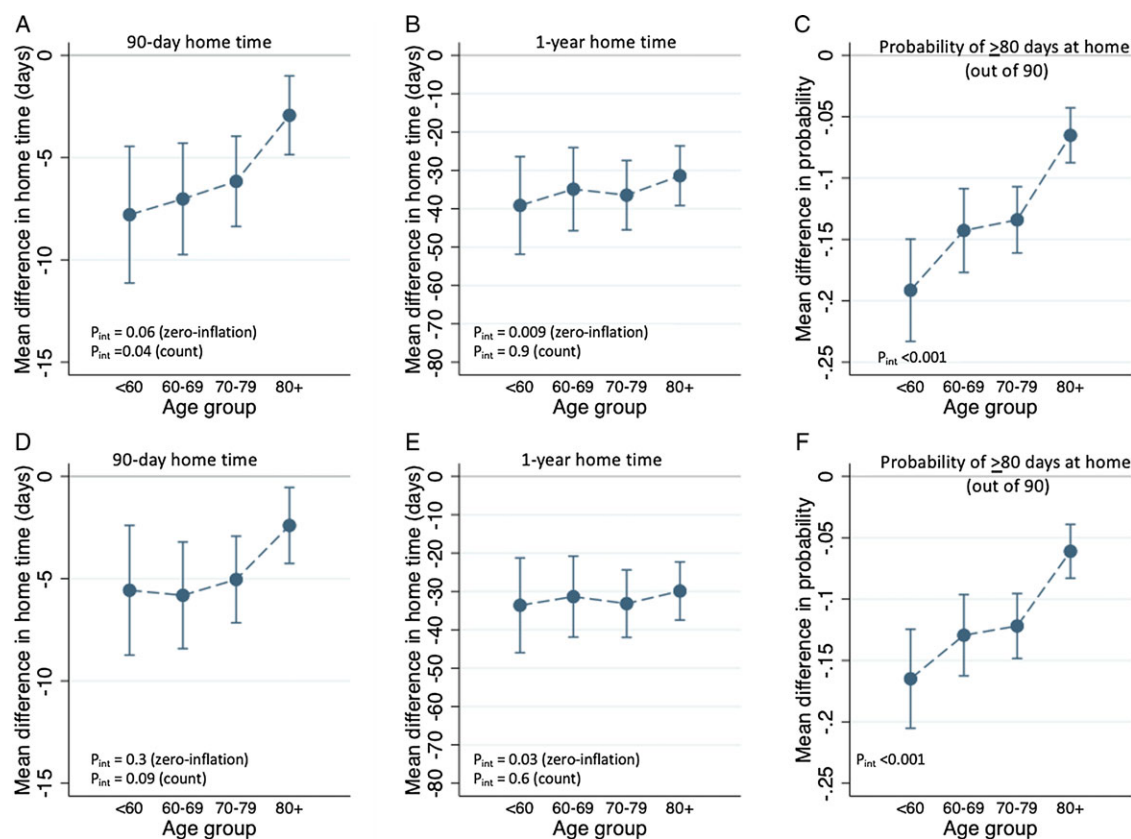 A
90-day home time
Mean difference in home time (days)
0
-5
-10
-15
P_int = 0.06 (zero-inflation)
P_int =0.04 (count)
<60 60-69 70-79 80+
Age group
B
1-year home time
Mean difference in home time (days)
0
-10
-20
-30
-40
-50
-60
-70
-80
P_int = 0.009 (zero-inflation)
P_int = 0.9 (count)
<60 60-69 70-79 80+
Age group
C
Probability of ≥80 days at home
(out of 90)
Mean difference in probability
0
-.05
-.1
-.15
-.2
-.25
P_int <0.001
<60 60-69 70-79 80+
Age group
D
90-day home time
Mean difference in home time (days)
0
-5
-10
-15
P_int = 0.3 (zero-inflation)
P_int = 0.09 (count)
<60 60-69 70-79 80+
Age group
E
1-year home time
Mean difference in home time (days)
0
-10
-20
-30
-40
-50
-60
-70
-80
P_int = 0.03 (zero-inflation)
P_int = 0.6 (count)
<60 60-69 70-79 80+
Age group
F
Probability of ≥80 days at home
(out of 90)
Mean difference in probability
0
-.05
-.1
-.15
-.2
-.25
P_int <0.001
<60 60-69 70-79 80+
Age group